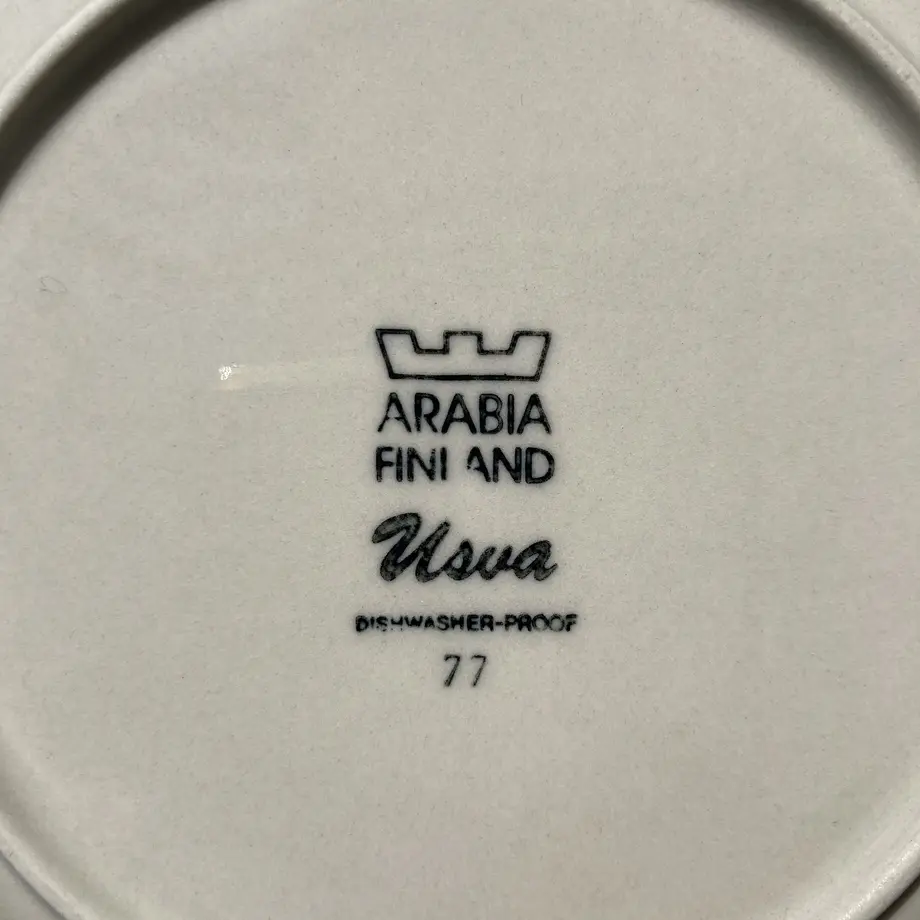 ARABIA
FINLAND
Usva
DISHWASHER-PROOF
77